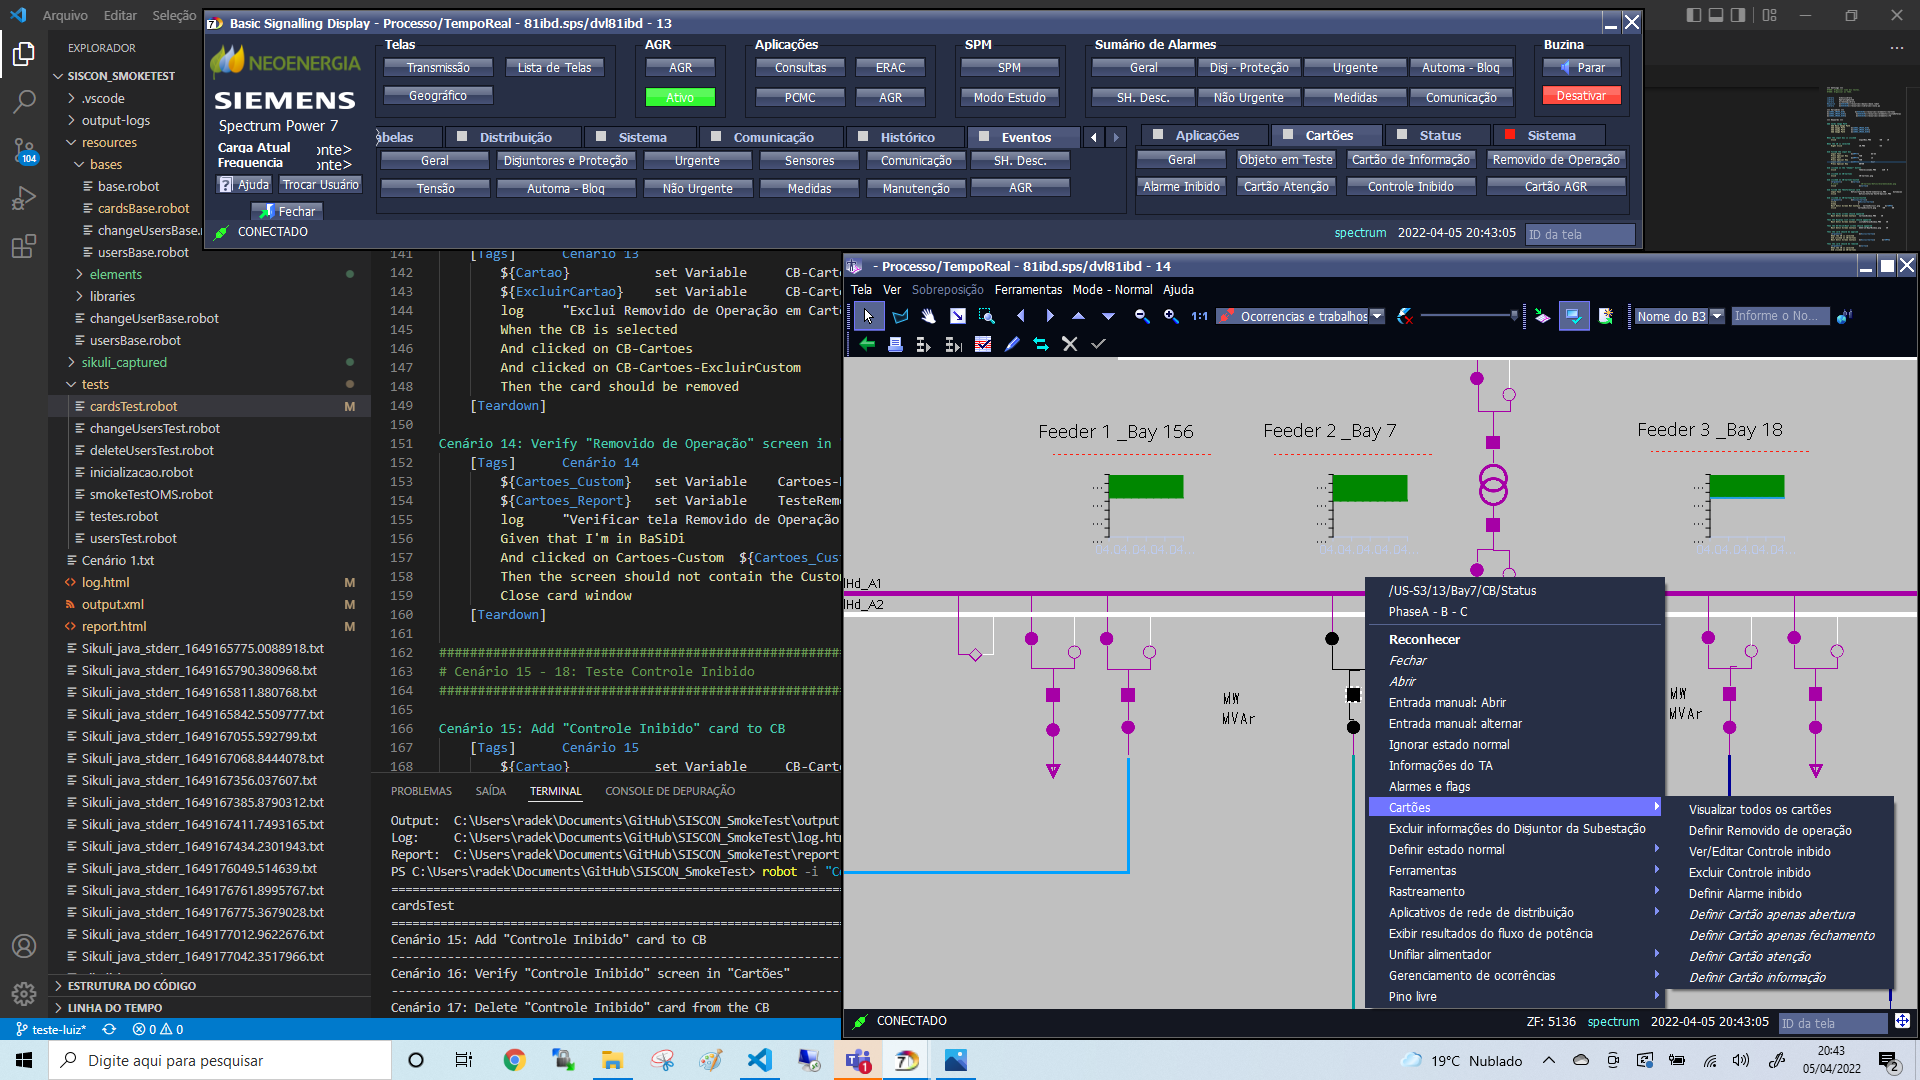 Arquivo Editar Seleção
EXPLORADOR
SISCON_SMOKETEST
.vscode
output-logs
resources
bases
base.robot
cardsBase.robot
changeUsersBase.
usersBase.robot
elements
libraries
changeUserBase.robot
usersBase.robot
sikuli_captured
tests
cardsTest.robot M
changeUsersTest.robot
deleteUsersTest.robot
inicializacao.robot
smokeTestOMS.robot
testes.robot
usersTest.robot
Cenário 1.txt
log.html M
output.xml M
report.html M
Sikuli_java_stderr_1649165775.0088918.txt
Sikuli_java_stderr_1649165790.380968.txt
Sikuli_java_stderr_1649165811.880768.txt
Sikuli_java_stderr_1649165842.5509777.txt
Sikuli_java_stderr_1649167055.592799.txt
Sikuli_java_stderr_1649167068.8444078.txt
Sikuli_java_stderr_1649167356.037607.txt
Sikuli_java_stderr_1649167385.8790312.txt
Sikuli_java_stderr_1649167411.7493165.txt
Sikuli_java_stderr_1649167434.2301943.txt
Sikuli_java_stderr_1649176049.514639.txt
Sikuli_java_stderr_1649176761.8995767.txt
Sikuli_java_stderr_1649176775.3679028.txt
Sikuli_java_stderr_1649177012.9622676.txt
Sikuli_java_stderr_1649177042.3517966.txt
ESTRUTURA DO CÓDIGO
LINHA DO TEMPO
104
teste-luiz* 0 0
Basic Signalling Display - Processo/TempoReal - 81ibd.sps/dvl81ibd - 13
NEOENERGIA
SIEMENS
Spectrum Power 7
Carga Atual onte>
Frequencia onte>
Ajuda Trocar Usuário
Fechar
CONECTADO
Telas
Transmissão Lista de Telas
Geográfico
AGR
AGR
Ativo
Aplicações
Consultas ERAC
PCMC AGR
SPM
SPM
Modo Estudo
Sumário de Alarmes
Geral Disj - Proteção Urgente Automa - Bloq
SH. Desc. Não Urgente Medidas Comunicação
Buzina
Parar
Desativar
abelas Distribuição Sistema Comunicação Histórico Eventos
Geral Disjuntores e Proteção Urgente Sensores Comunicação SH. Desc.
Tensão Automa - Bloq Não Urgente Medidas Manutenção AGR
Aplicações Cartões Status Sistema
Geral Objeto em Teste Cartão de Informação Removido de Operação
Alarme Inibido Cartão Atenção Controle Inibido Cartão AGR
spectrum 2022-04-05 20:43:05 ID da tela
141 [Tags] Cenário 13
142 ${Cartao} set Variable CB-Carto
143 ${ExcluirCartao} set Variable CB-Carto
144 log "Exclui Removido de Operação em Carto
145 When the CB is selected
146 And clicked on CB-Cartoes
147 And clicked on CB-Cartoes-ExcluirCustom
148 Then the card should be removed
149 [Teardown]
150
151 Cenário 14: Verify "Removido de Operação" screen in
152 [Tags] Cenário 14
153 ${Cartoes_Custom} set Variable Cartoes-
154 ${Cartoes_Report} set Variable TesteRemo
155 log "Verificar tela Removido de Operação
156 Given that I'm in BaSiDi
157 And clicked on Cartoes-Custom ${Cartoes_Cus
158 Then the screen should not contain the Custo
159 Close card window
160 [Teardown]
161
162 ####################################################
163 # Cenário 15 - 18: Teste Controle Inibido
164 ####################################################
165
166 Cenário 15: Add "Controle Inibido" card to CB
167 [Tags] Cenário 15
168 ${Cartao} set Variable CB-Carto
PROBLEMAS SAÍDA TERMINAL CONSOLE DE DEPURAÇÃO
Output: C:\Users\radek\Documents\GitHub\SISCON_SmokeTest\output
Log: C:\Users\radek\Documents\GitHub\SISCON_SmokeTest\log.ht
Report: C:\Users\radek\Documents\GitHub\SISCON_SmokeTest\report
PS C:\Users\radek\Documents\GitHub\SISCON_SmokeTest> robot -i "Ce
cardsTest
Cenário 15: Add "Controle Inibido" card to CB
Cenário 16: Verify "Controle Inibido" screen in "Cartões"
Cenário 17: Delete "Controle Inibido" card from the CB
- Processo/TempoReal - 81ibd.sps/dvl81ibd - 14
Tela Ver Sobreposição Ferramentas Mode - Normal Ajuda
1:1 Ocorrencias e trabalhos Nome do B3 Informe o No...
Feeder 1 _Bay 156
Feeder 2 _Bay 7
Feeder 3 _Bay 18
04.04.04.04.04...
04.04.04.04.04...
04.04.04.04.04...
Hd_A1
Hd_A2
MW
MVAr
MW
MVAr
/US-S3/13/Bay7/CB/Status
PhaseA - B - C
Reconhecer
Fechar
Abrir
Entrada manual: Abrir
Entrada manual: alternar
Ignorar estado normal
Informações do TA
Alarmes e flags
Cartões
Excluir informações do Disjuntor da Subestação
Definir estado normal
Ferramentas
Rastreamento
Aplicativos de rede de distribuição
Exibir resultados do fluxo de potência
Unifilar alimentador
Gerenciamento de ocorrências
Pino livre
Visualizar todos os cartões
Definir Removido de operação
Ver/Editar Controle inibido
Excluir Controle inibido
Definir Alarme inibido
Definir Cartão apenas abertura
Definir Cartão apenas fechamento
Definir Cartão atenção
Definir Cartão informação
CONECTADO
ZF: 5136 spectrum 2022-04-05 20:43:05 ID da tela
Digite aqui para pesquisar
1
19°C Nublado
20:43
05/04/2022
2